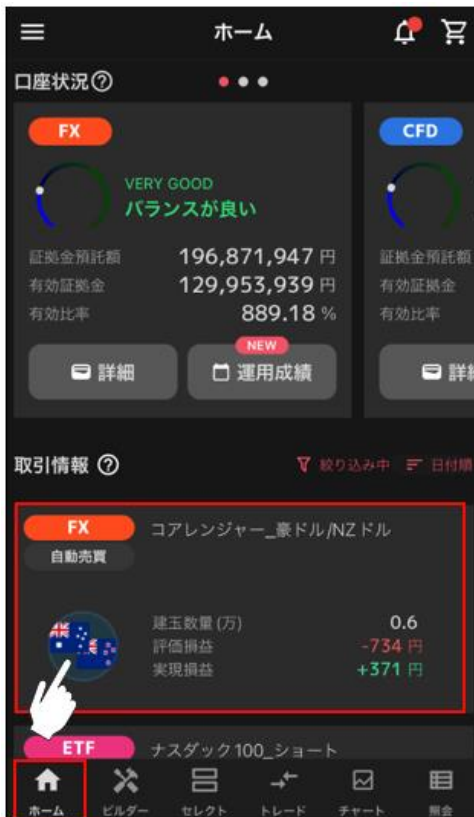 ホーム
口座状況?
FX
CFD
VERY GOOD
バランスが良い
証拠金預託額 196,871,947 円
証拠金預託額
有効証拠金 129,953,939 円
有効証拠金
有効比率 889.18 %
有効比率
NEW
詳細
運用成績
詳細
取引情報 ?
絞り込み中
日付順
FX
コアレンジャー_豪ドル/NZドル
自動売買
建玉数量(万) 0.6
評価損益 -734 円
実現損益 +371 円
ETF
ナスダック100_ショート
ホーム ビルダー セレクト トレード チャート 照会